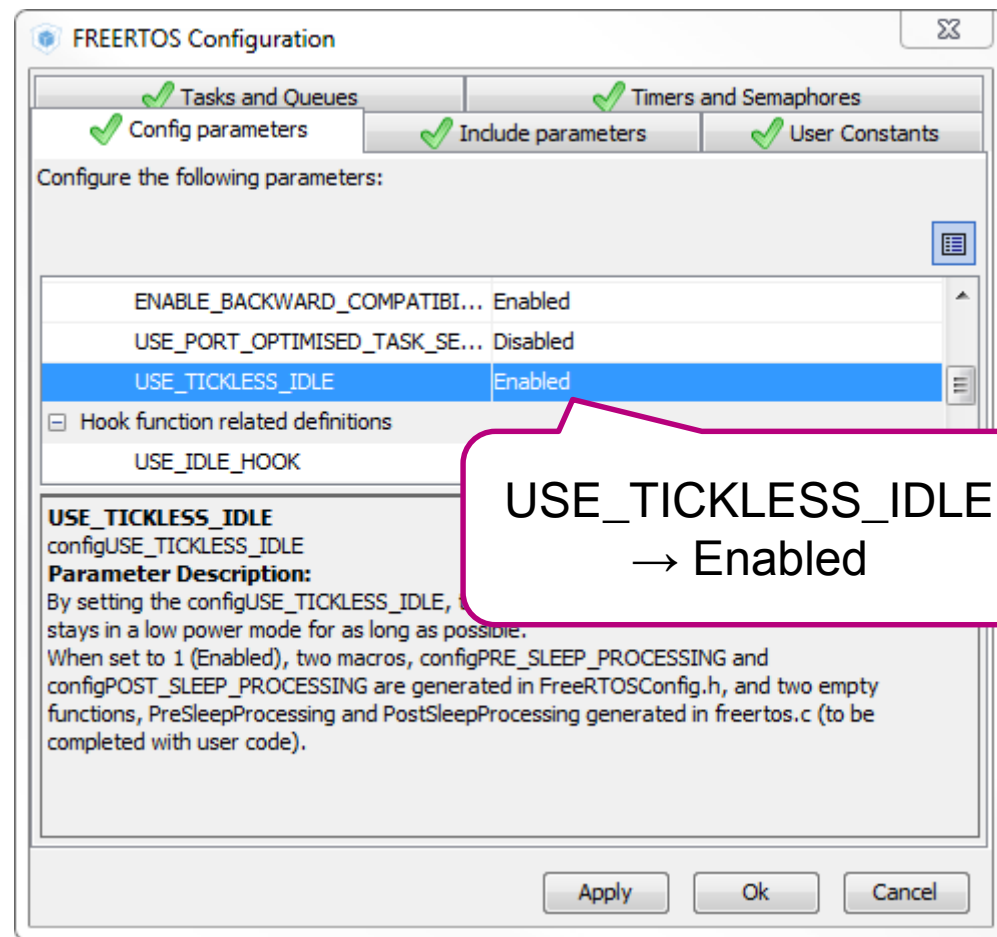 FREERTOS Configuration
Tasks and Queues
Timers and Semaphores
Config parameters
Include parameters
User Constants
Configure the following parameters:
ENABLE_BACKWARD_COMPATIBI... Enabled
USE_PORT_OPTIMISED_TASK_SE... Disabled
USE_TICKLESS_IDLE Enabled
Hook function related definitions
USE_IDLE_HOOK
USE_TICKLESS_IDLE
→ Enabled
USE_TICKLESS_IDLE
configUSE_TICKLESS_IDLE
Parameter Description:
By setting the configUSE_TICKLESS_IDLE,
stays in a low power mode for as long as possible.
When set to 1 (Enabled), two macros, configPRE_SLEEP_PROCESSING and
configPOST_SLEEP_PROCESSING are generated in FreeRTOSConfig.h, and two empty
functions, PreSleepProcessing and PostSleepProcessing generated in freertos.c (to be
completed with user code).
Apply
Ok
Cancel